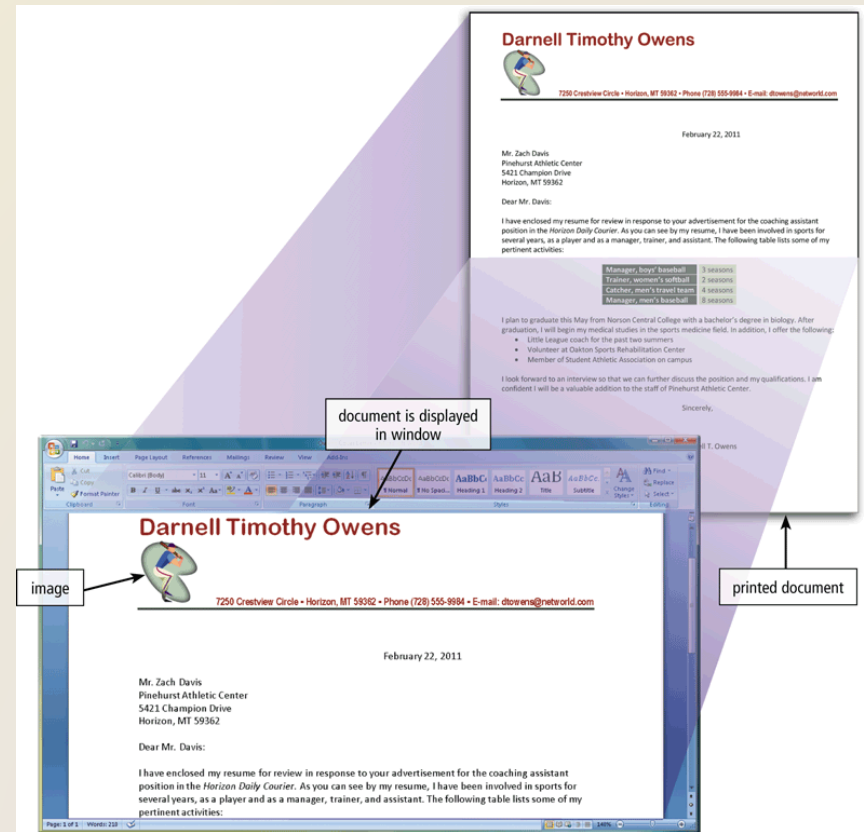 Darnell Timothy Owens
7250 Crestview Circle • Horizon, MT 59362 • Phone (728) 555-9984 • E-mail: dtowens@networld.com
February 22, 2011
Mr. Zach Davis
Pinehurst Athletic Center
5421 Champion Drive
Horizon, MT 59362
Dear Mr. Davis:
I have enclosed my resume for review in response to your advertisement for the coaching assistant
position in the Horizon Daily Courier. As you can see by my resume, I have been involved in sports for
several years, as a player and as a manager, trainer, and assistant. The following table lists some of my
pertinent activities:
Manager, boys' baseball 3 seasons
Trainer, women's softball 2 seasons
Catcher, men's travel team 4 seasons
Manager, men's baseball 8 seasons
I plan to graduate this May from Norson Central College with a bachelor's degree in biology. After
graduation, I will begin my medical studies in the sports medicine field. In addition, I offer the following:
• Little League coach for the past two summers
• Volunteer at Oakton Sports Rehabilitation Center
• Member of Student Athletic Association on campus
I look forward to an interview so that we can further discuss the position and my qualifications. I am
confident I will be a valuable addition to the staff of Pinehurst Athletic Center.
Sincerely,
T. Owens
printed document
document is displayed
in window
image
Home Insert Page Layout References Mailings Review View Add-Ins
Paste Cut Copy Format Painter
Calibri (Body) 11
AaBbCcDc AaBbCcDc AaBbC AaBbCc AaB AaBbCc
¶ Normal ¶ No Spaci... Heading 1 Heading 2 Title Subtitle
Change Styles
Find Replace Select
Clipboard Font Paragraph Styles Editing
Darnell Timothy Owens
7250 Crestview Circle • Horizon, MT 59362 • Phone (728) 555-9984 • E-mail: dtowens@networld.com
February 22, 2011
Mr. Zach Davis
Pinehurst Athletic Center
5421 Champion Drive
Horizon, MT 59362
Dear Mr. Davis:
I have enclosed my resume for review in response to your advertisement for the coaching assistant
position in the Horizon Daily Courier. As you can see by my resume, I have been involved in sports for
several years, as a player and as a manager, trainer, and assistant. The following table lists some of my
pertinent activities:
Page: 1 of 1 Words: 210 140%